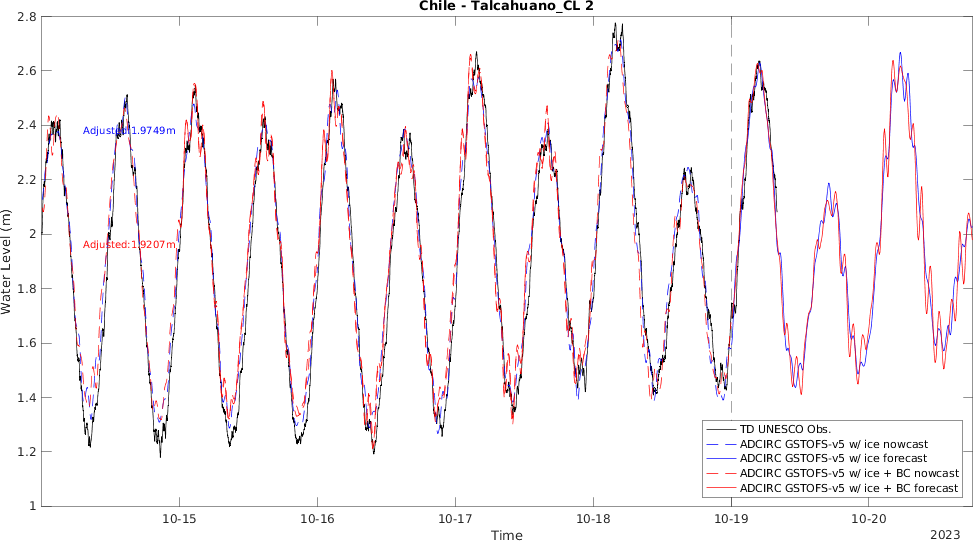 Chile - Talcahuano_CL 2
2.8
2.6
2.4
2.2
2
1.8
1.6
1.4
1.2
1
Water Level (m)
Adjusted:1.9749m
Adjusted:1.9207m
TD UNESCO Obs.
ADCIRC GSTOFS-v5 w/ ice nowcast
ADCIRC GSTOFS-v5 w/ ice forecast
ADCIRC GSTOFS-v5 w/ ice + BC nowcast
ADCIRC GSTOFS-v5 w/ ice + BC forecast
10-15 10-16 10-17 10-18 10-19 10-20
Time
2023